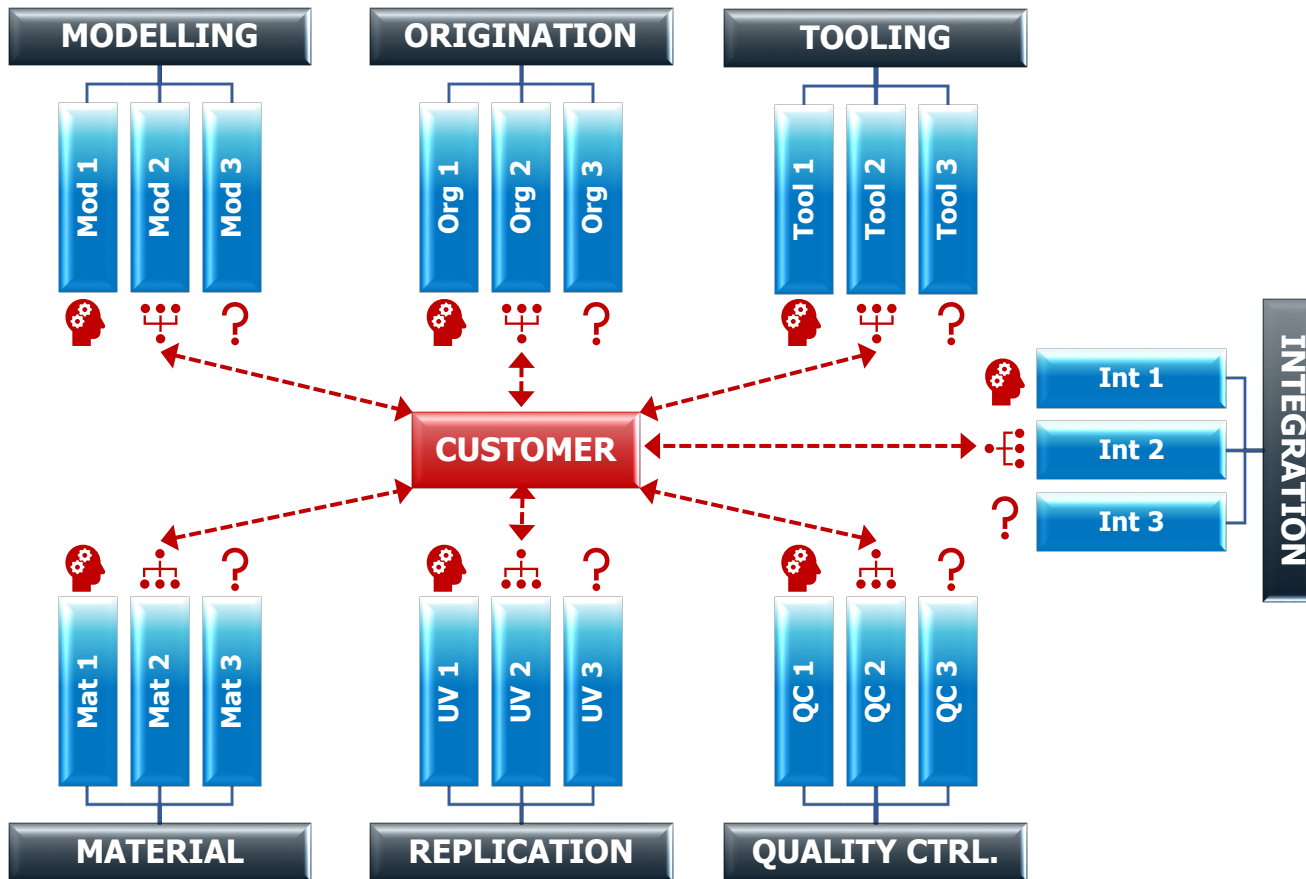 MODELLING
ORIGINATION
TOOLING
Mod 1
Mod 2
Mod 3
Org 1
Org 2
Org 3
Tool 1
Tool 2
Tool 3
?
?
?
CUSTOMER
Int 1
Int 2
? Int 3
INTEGRATION
?
?
?
Mat 1
Mat 2
Mat 3
UV 1
UV 2
UV 3
QC 1
QC 2
QC 3
MATERIAL
REPLICATION
QUALITY CTRL.